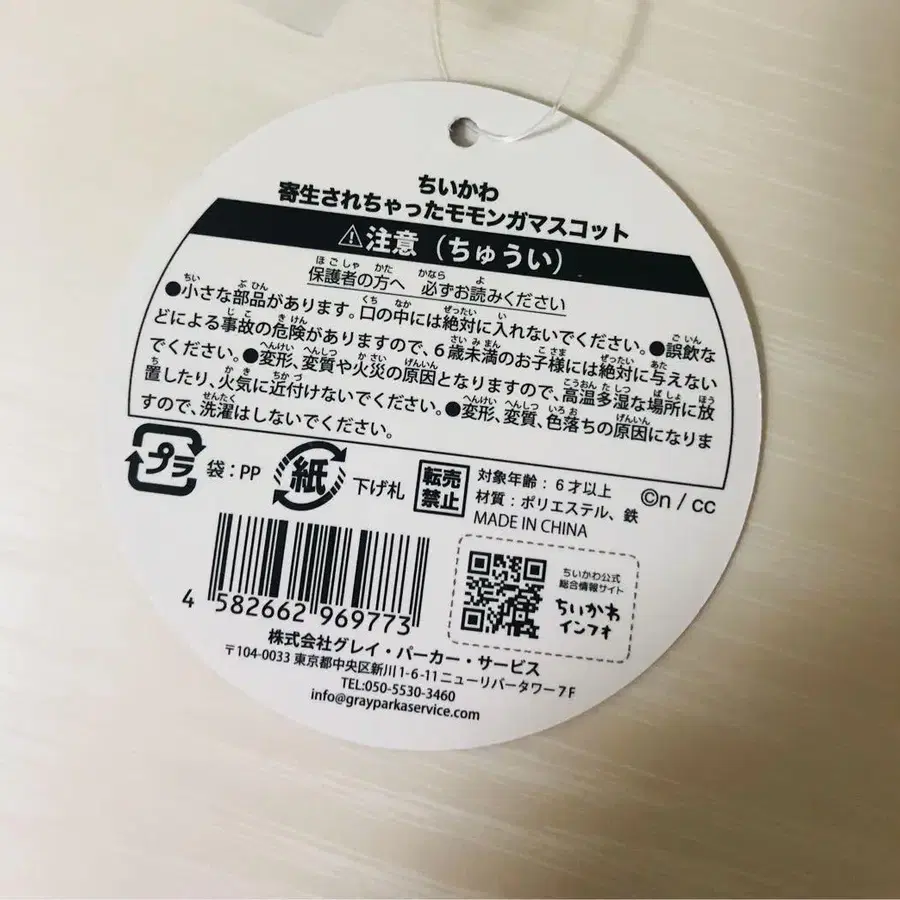 ちいかわ
寄生されちゃったモモンガマスコット
⚠注意（ちゅうい）
保護者の方へ 必ずお読みください
●小さな部品があります。口の中には絶対に入れないでください。●誤飲な
どによる事故の危険がありますので、6歳未満のお子様には絶対に与えない
でください。●変形、変質や火災の原因となりますので、高温多湿な場所に放
置したり、火気に近付けないでください。●変形、変質、色落ちの原因になりま
すので、洗濯はしないでください。
プラ 袋：PP 紙 下げ札 転売禁止
対象年齢：6才以上
材質：ポリエステル、鉄
MADE IN CHINA
©n / cc
4 582662 969773
ちいかわ公式
総合情報サイト
ちいかわ
インフォ
株式会社グレイ・パーカー・サービス
〒104-0033 東京都中央区新川1-6-11 ニューリバータワー7F
TEL:050-5530-3460
info@grayparkaservice.com